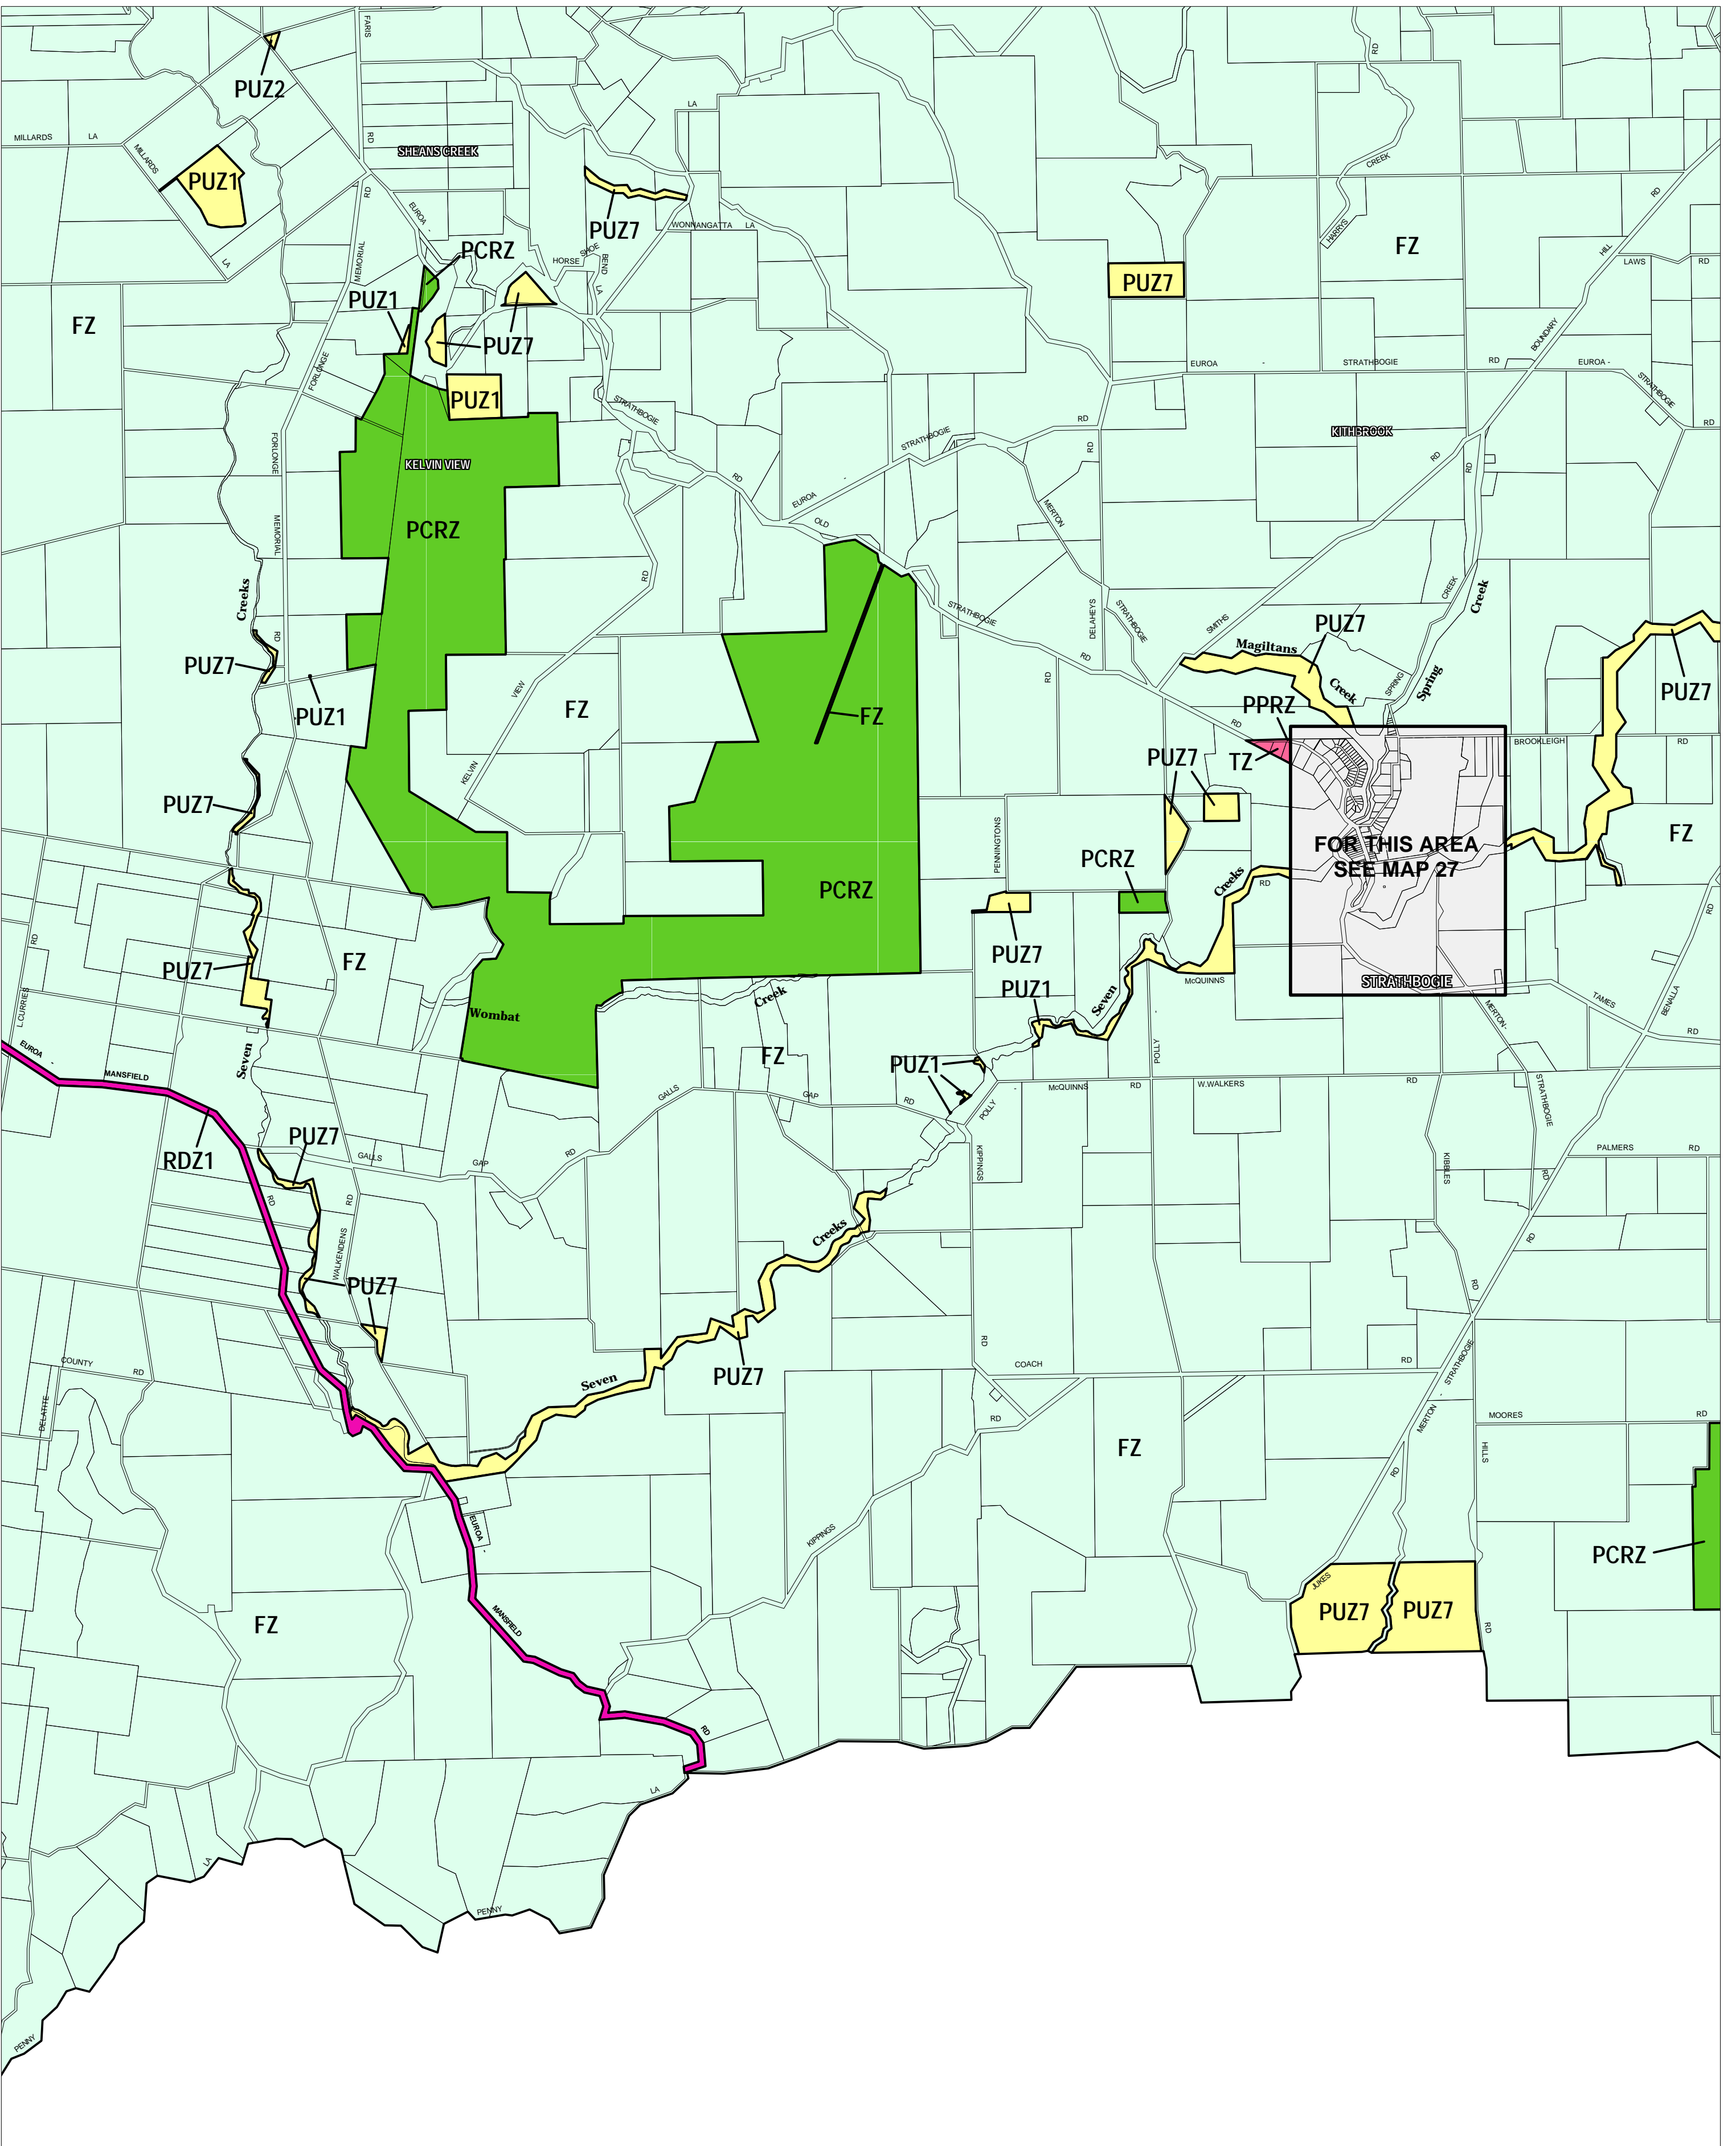 FARIS
RD
PUZ2
LA
MILLARDS LA
MILLARDS
RD
SHEANS CREEK
CREEK
PUZ1
RD
EUROA -
PUZ7
WONNANGATTA LA
HARRYS
FZ
RD
HILL
LAWS RD
LA
MEMORIAL
PCRZ
HORSE
SHOE
BEND
LA
PUZ7
PUZ1
FZ
PUZ7
BOUNDARY
FORLONGE
EUROA - STRATHBOGIE RD EUROA -
STRATHBOGIE
PUZ1
STRATHBOGIE
RD
RD
STRATHBOGIE
KITHBROOK
FORLONGE
KELVIN VIEW
RD
RD
RD
RD
EUROA
-
OLD
MERTON
PCRZ
MEMORIAL
Creeks
RD
STRATHBOGIE
DELAHEYS
STRATHBOGIE
SMITHS
CREEK
Creek
PUZ7
RD
PUZ7
Magiltans
RD
RD
Creek
SPRING
Spring
PUZ7
VIEW
PUZ1
FZ
FZ
PPRZ
RD
TZ
BROOKLEIGH RD
PUZ7
KELVIN
PUZ7
PENNINGTONS
FZ
FOR THIS AREA
SEE MAP 27
PCRZ
PCRZ
Creeks
RD
RD
L.CURRIES
PUZ7
FZ
PUZ7
McQUINNS
STRATHBOGIE
PUZ1
Creek
Seven
Wombat
TAMES
BENALLA
RD
MERTON-
EUROA -
MANSFIELD
Seven
FZ
PUZ1
POLLY
-
-
GALLS
GAP
RD
POLLY
McQUINNS RD
W.WALKERS RD
STRATHBOGIE
PUZ7
RDZ1
GALLS
GAP
RD
KIPPINGS
KIBBLES
PALMERS RD
RD
RD
RD
WALKENDENS
Creeks
RD
PUZ7
RD
COUNTY RD
PUZ7
RD
COACH RD
STRATHBOGIE
DELATITE
Seven
-
MERTON
RD
MOORES RD
FZ
HILLS
RD
EUROA
-
KIPPINGS
PCRZ
JUKES
PUZ7
PUZ7
RD
FZ
MANSFIELD
RD
LA
LA
PENNY
PENNY